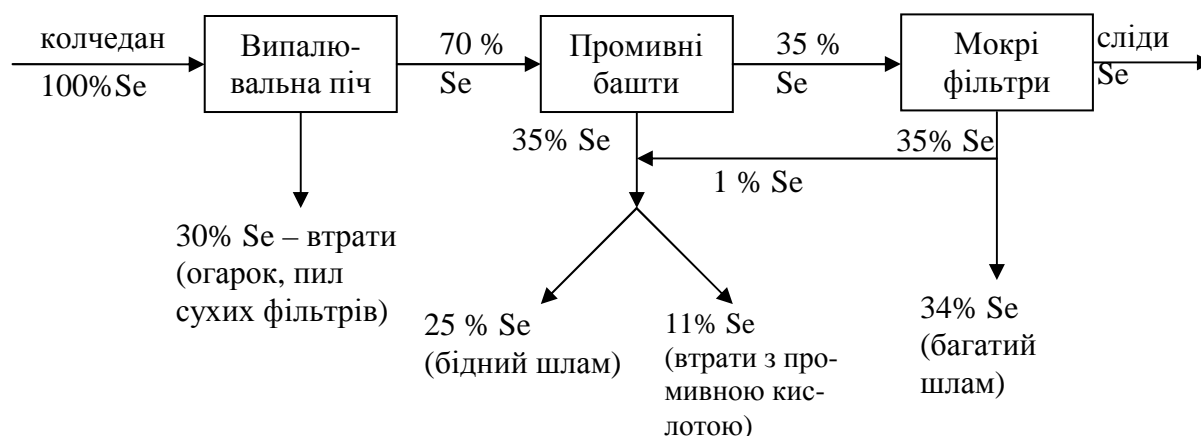 колчедан
100%Se
Випалю-
вальна піч
70 %
Se
Промивні
башти
35 %
Se
Мокрі
фільтри
сліди
Se
35% Se
35% Se
1 % Se
30% Se – втрати
(огарок, пил
сухих фільтрів)
25 % Se
(бідний шлам)
11% Se
(втрати з про-
мивною кис-
лотою)
34% Se
(багатий
шлам)